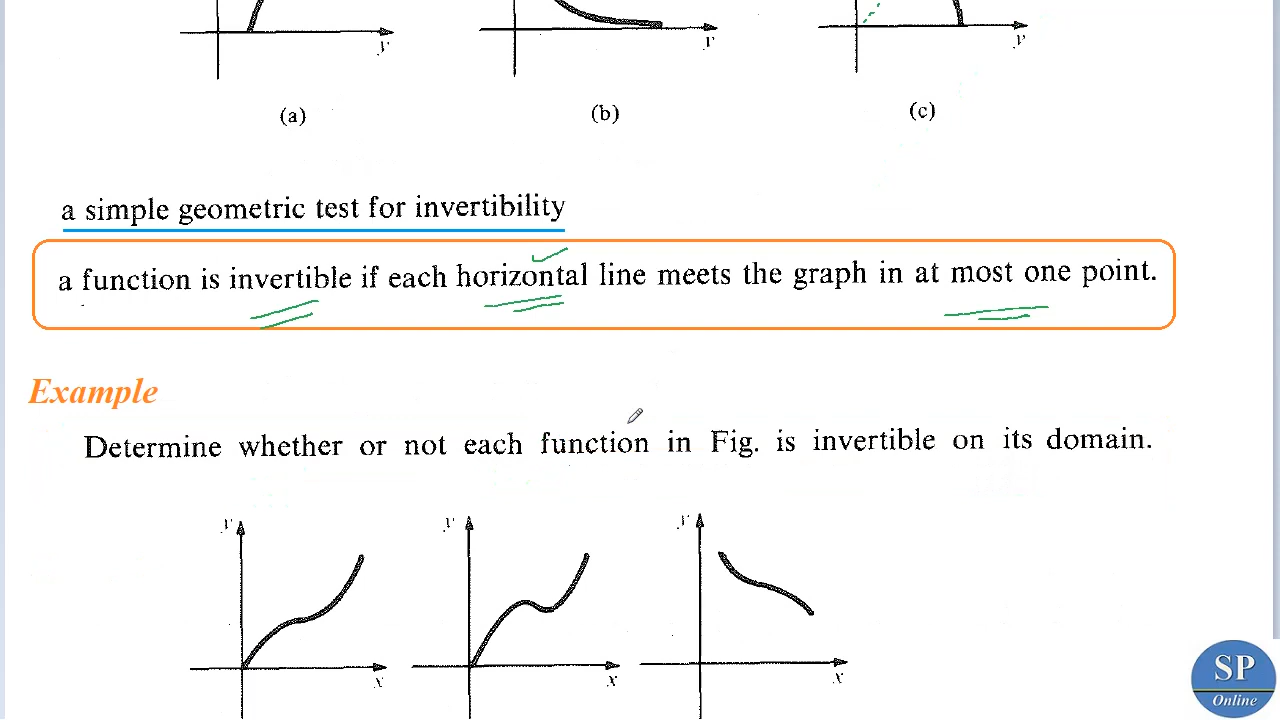 y y y
(a) (b) (c)
a simple geometric test for invertibility
a function is invertible if each horizontal line meets the graph in at most one point.
Example
Determine whether or not each function in Fig. is invertible on its domain.
y y y
x x x
SP
Online